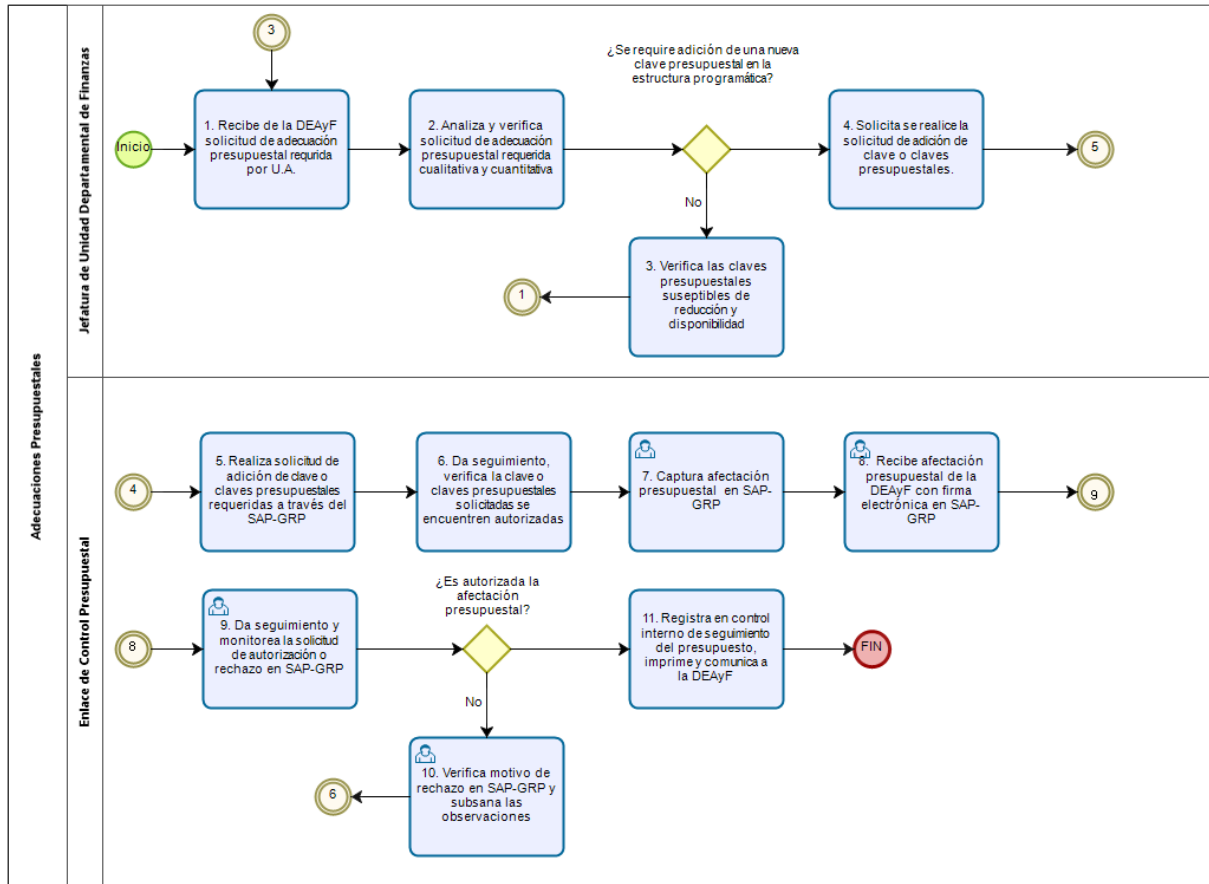 Adecuaciones Presupuestales
Jefatura de Unidad Departamental de Finanzas
3
¿Se require adición de una nueva
clave presupuestal en la
estructura programática?
Inicio
1. Recibe de la DEAyF
solicitud de adecuación
presupuestal requrida
por U.A.
2. Analiza y verifica
solicitud de adecuación
presupuestal requerida
cualitativa y cuantitativa
4. Solicita se realice la
solicitud de adición de
clave o claves
presupuestales.
5
No
3. Verifica las claves
presupuestales
suseptibles de
reducción y
disponibilidad
1
Enlace de Control Presupuestal
4
5. Realiza solicitud de
adición de clave o
claves presupuestales
requeridas a través del
SAP-GRP
6. Da seguimiento,
verifica la clave o
claves presupuestales
solicitadas se
encuentren autorizadas
7. Captura afectación
presupuestal en SAP-
GRP
8. Recibe afectación
presupuestal de la
DEAyF con firma
electrónica en SAP-
GRP
9
¿Es autorizada la
afectación
presupuestal?
8
9. Da seguimiento y
monitorea la solicitud
de autorización o
rechazo en SAP-GRP
11. Registra en control
interno de seguimiento
del presupuesto,
imprime y comunica a
la DEAyF
FIN
No
10. Verifica motivo de
rechazo en SAP-GRP y
subsana las
observaciones
6